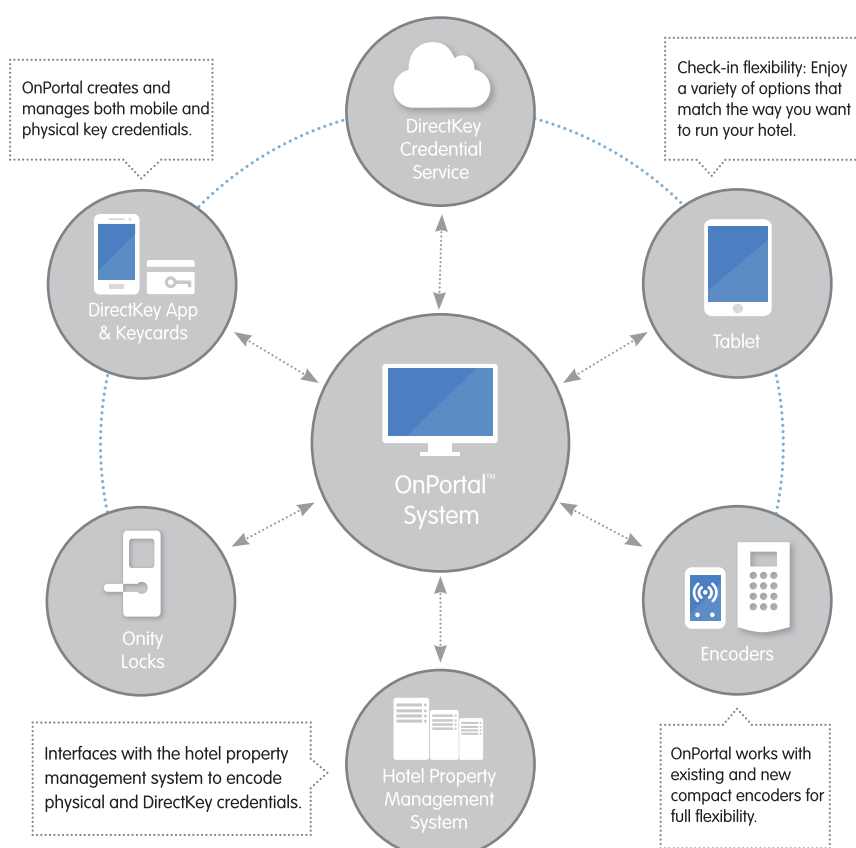 OnPortal creates and
manages both mobile and
physical key credentials.
DirectKey
Credential
Service
Check-in flexibility: Enjoy
a variety of options that
match the way you want
to run your hotel.
DirectKey App
& Keycards
Tablet
OnPortal™
System
Onity
Locks
Encoders
Interfaces with the hotel property
management system to encode
physical and DirectKey credentials.
Hotel Property
Management
System
OnPortal works with
existing and new
compact encoders for
full flexibility.